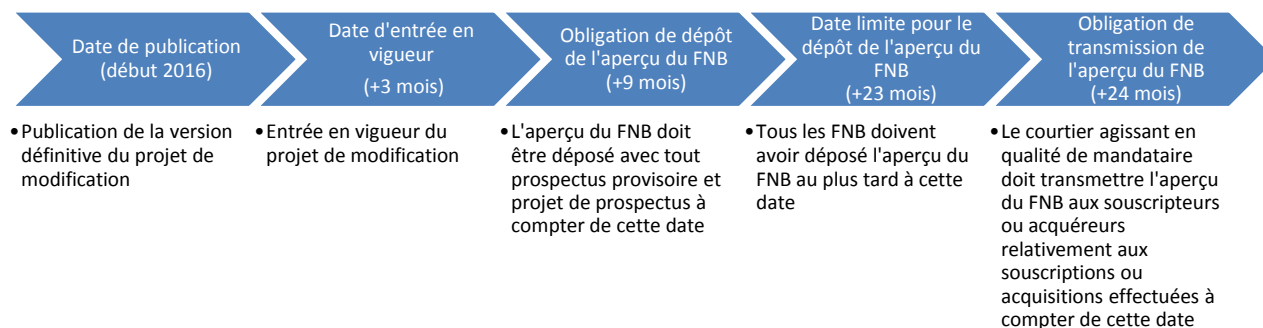 Date de publication
(début 2016)
Date d'entrée en
vigueur
(+3 mois)
Obligation de dépôt
de l'aperçu du FNB
(+9 mois)
Date limite pour le
dépôt de l'aperçu du
FNB
(+23 mois)
Obligation de
transmission de
l'aperçu du FNB
(+24 mois)
•Publication de la version
définitive du projet de
modification
•Entrée en vigueur du
projet de modification
•L'aperçu du FNB doit
être déposé avec tout
prospectus provisoire et
projet de prospectus à
compter de cette date
•Tous les FNB doivent
avoir déposé l'aperçu du
FNB au plus tard à cette
date
•Le courtier agissant en
qualité de mandataire
doit transmettre l'aperçu
du FNB aux souscripteurs
ou acquéreurs
relativement aux
souscriptions ou
acquisitions effectuées à
compter de cette date